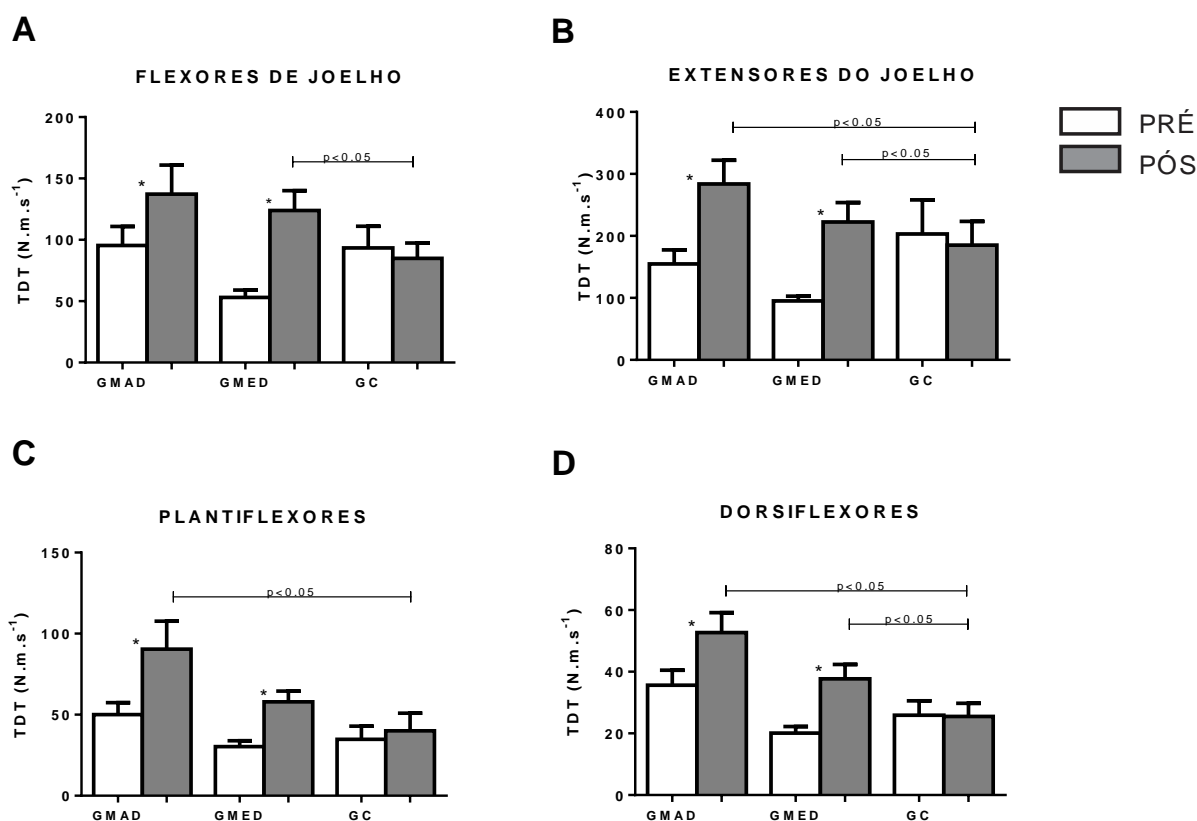 A
FLEXORES DE JOELHO
TDT (N.m.s⁻¹)
200
150
100
50
0
*
*
p<0.05
GMAD
GMED
GC
B
EXTENSORES DO JOELHO
TDT (N.m.s⁻¹)
400
300
200
100
0
*
*
p<0.05
p<0.05
GMAD
GMED
GC
PRÉ
PÓS
C
PLANTIFLEXORES
TDT (N.m.s⁻¹)
150
100
50
0
*
*
p<0.05
GMAD
GMED
GC
D
DORSIFLEXORES
TDT (N.m.s⁻¹)
80
60
40
20
0
*
*
p<0.05
p<0.05
GMAD
GMED
GC